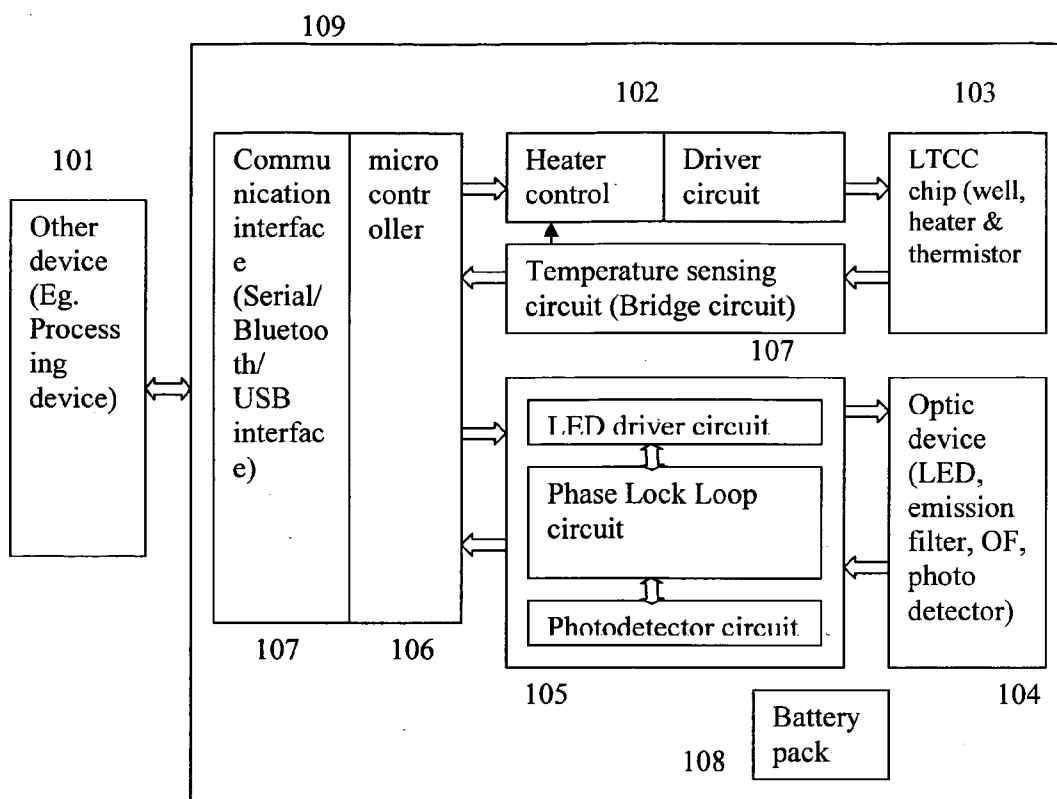 109
102
103
101
Other
device
(Eg.
Process
ing
device)
Commu
nication
interfac
e
(Serial/
Bluetoo
th/
USB
interfac
e)
micro
contr
oller
Heater
control
Driver
circuit
LTCC
chip (well,
heater &
thermistor
Temperature sensing
circuit (Bridge circuit)
107
LED driver circuit
Phase Lock Loop
circuit
Photodetector circuit
Optic
device
(LED,
emission
filter, OF,
photo
detector)
107
106
105
104
Battery
pack
108